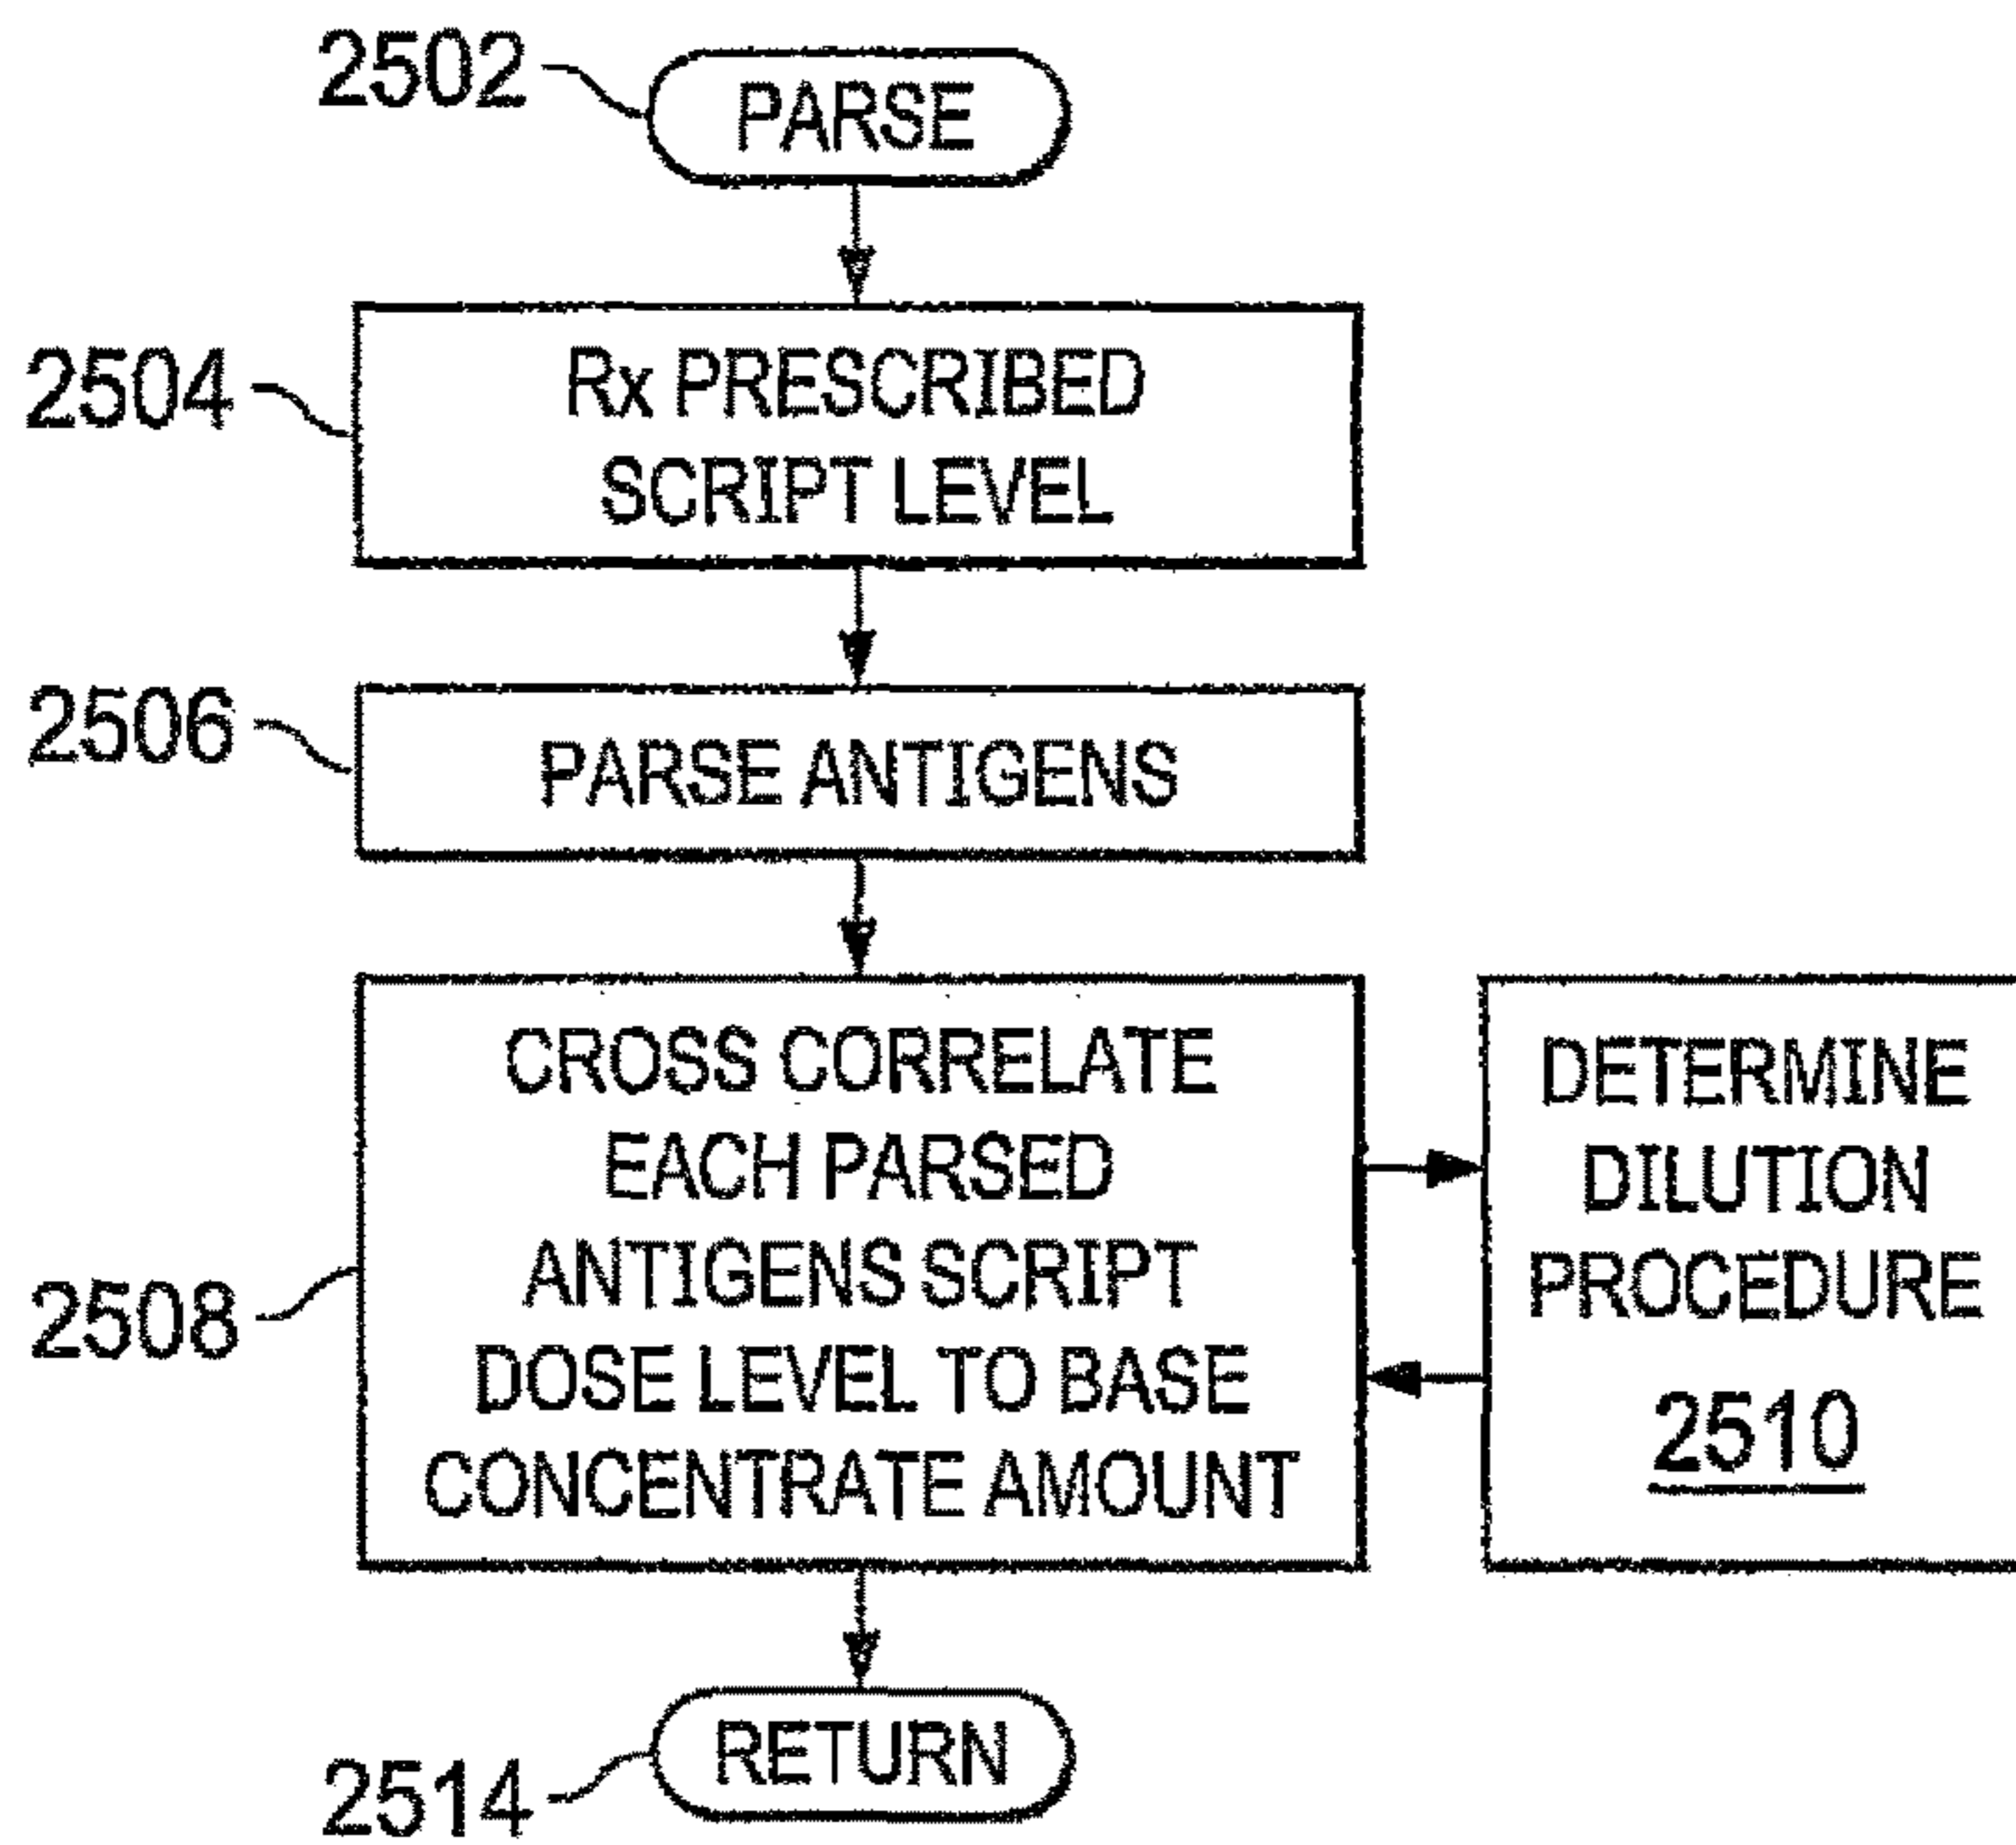 2502
PARSE
2504
Rx PRESCRIBED
SCRIPT LEVEL
2506
PARSE ANTIGENS
2508
CROSS CORRELATE
EACH PARSED
ANTIGENS SCRIPT
DOSE LEVEL TO BASE
CONCENTRATE AMOUNT
DETERMINE
DILUTION
PROCEDURE
2510
2514
RETURN